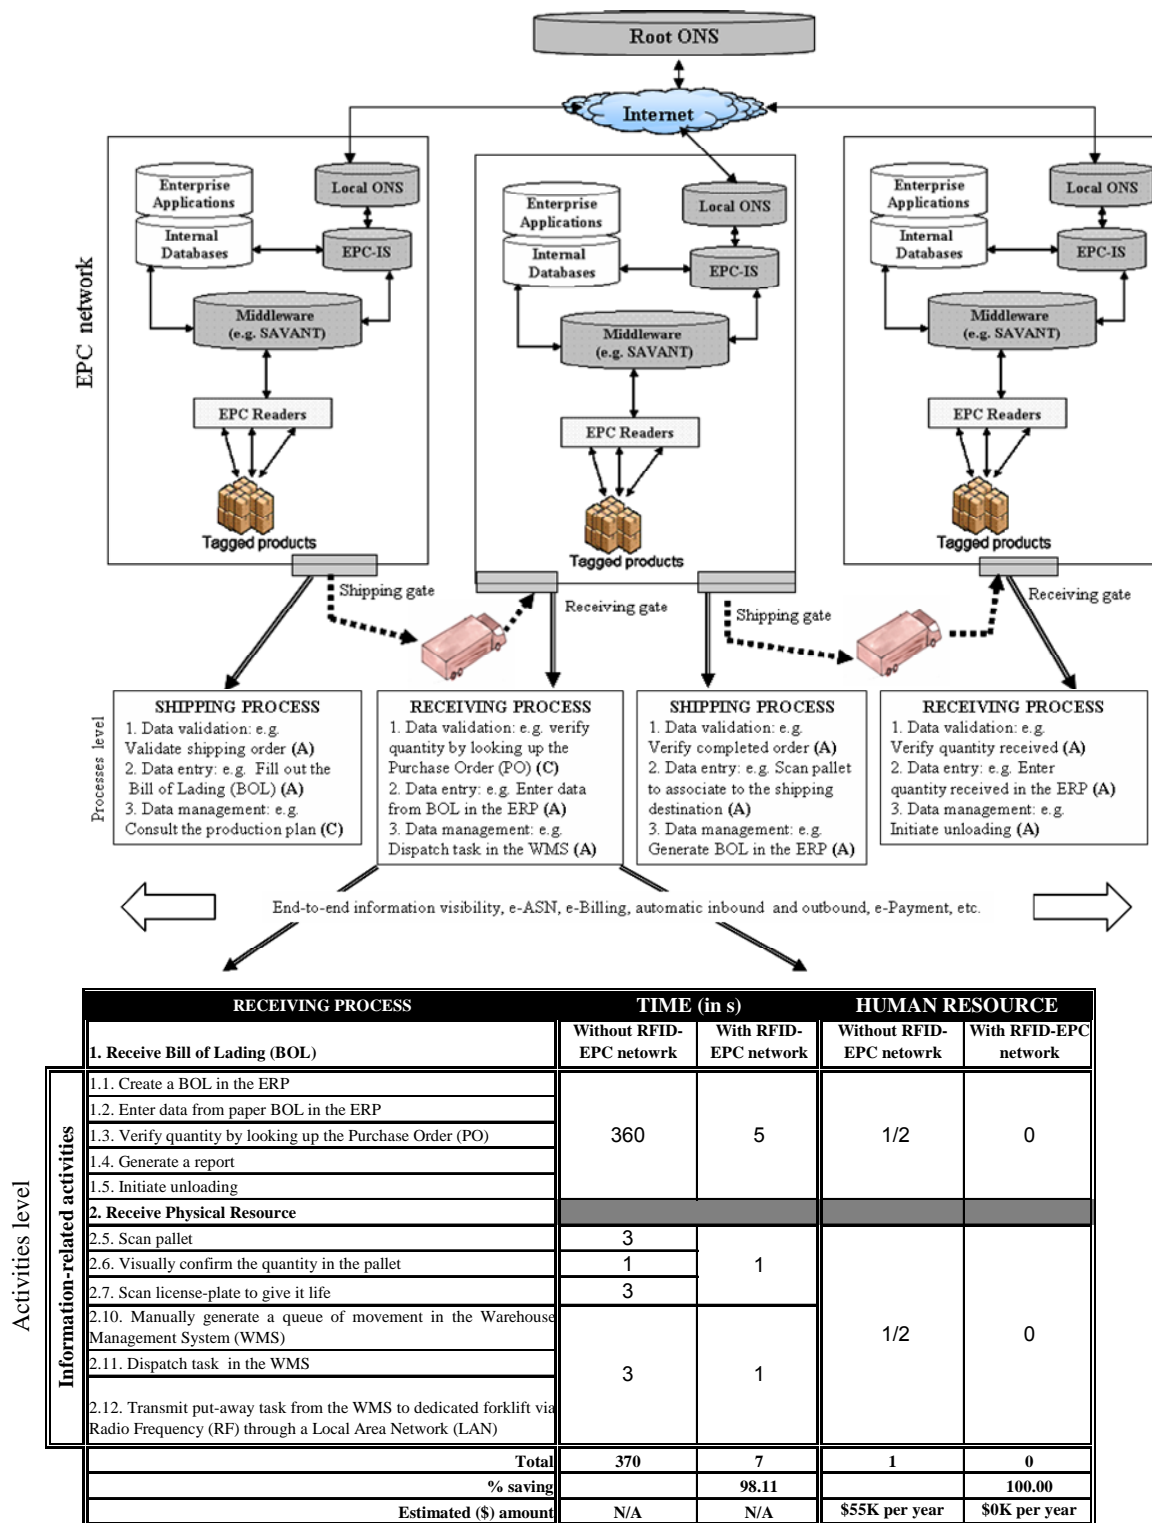 Root ONS
Internet
EPC network
Enterprise
Applications
Internal
Databases
Local ONS
EPC-IS
Middleware
(e.g. SAVANT)
EPC Readers
Tagged products
Enterprise
Applications
Internal
Databases
Local ONS
EPC-IS
Middleware
(e.g. SAVANT)
EPC Readers
Tagged products
Enterprise
Applications
Internal
Databases
Local ONS
EPC-IS
Middleware
(e.g. SAVANT)
EPC Readers
Tagged products
Shipping gate
Receiving gate
Shipping gate
Receiving gate
Processes level
SHIPPING PROCESS
1. Data validation: e.g.
Validate shipping order (A)
2. Data entry: e.g. Fill out the
Bill of Lading (BOL) (A)
3. Data management: e.g.
Consult the production plan (C)
RECEIVING PROCESS
1. Data validation: e.g. verify
quantity by looking up the
Purchase Order (PO) (C)
2. Data entry: e.g. Enter data
from BOL in the ERP (A)
3. Data management: e.g.
Dispatch task in the WMS (A)
SHIPPING PROCESS
1. Data validation: e.g.
Verify completed order (A)
2. Data entry: e.g. Scan pallet
to associate to the shipping
destination (A)
3. Data management: e.g.
Generate BOL in the ERP (A)
RECEIVING PROCESS
1. Data validation: e.g.
Verify quantity received (A)
2. Data entry: e.g. Enter
quantity received in the ERP (A)
3. Data management: e.g.
Initiate unloading (A)
End-to-end information visibility, e-ASN, e-Billing, automatic inbound and outbound, e-Payment, etc.
RECEIVING PROCESS TIME (in s) HUMAN RESOURCE
1. Receive Bill of Lading (BOL)
Without RFID-
EPC netowrk
With RFID-
EPC network
Without RFID-
EPC netowrk
With RFID-EPC
network
Activities level
Information-related activities
1.1. Create a BOL in the ERP
1.2. Enter data from paper BOL in the ERP
1.3. Verify quantity by looking up the Purchase Order (PO) 360 5 1/2 0
1.4. Generate a report
1.5. Initiate unloading
2. Receive Physical Resource
2.5. Scan pallet 3
2.6. Visually confirm the quantity in the pallet 1 1
2.7. Scan license-plate to give it life 3
2.10. Manually generate a queue of movement in the Warehouse
Management System (WMS) 1/2 0
2.11. Dispatch task in the WMS 3 1
2.12. Transmit put-away task from the WMS to dedicated forklift via
Radio Frequency (RF) through a Local Area Network (LAN)
Total 370 7 1 0
% saving 98.11 100.00
Estimated ($) amount N/A N/A $55K per year $0K per year